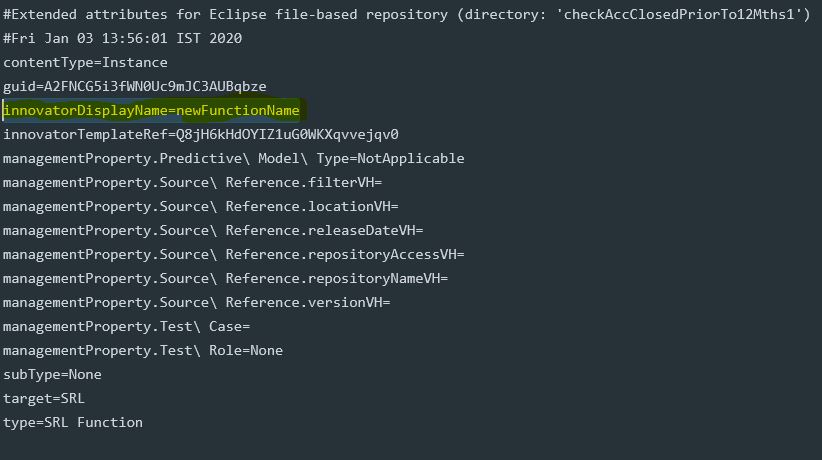 #Extended attributes for Eclipse file-based repository (directory: 'checkAccClosedPriorTo12Mths1')
#Fri Jan 03 13:56:01 IST 2020
contentType=Instance
guid=A2FNCG5i3fWN0Uc9mJC3AUBqbze
innovatorDisplayName=newFunctionName
innovatorTemplateRef=Q8jH6kHdOYIZ1uG0WKXqvvejqv0
managementProperty.Predictive\ Model\ Type=NotApplicable
managementProperty.Source\ Reference.filterVH=
managementProperty.Source\ Reference.locationVH=
managementProperty.Source\ Reference.releaseDateVH=
managementProperty.Source\ Reference.repositoryAccessVH=
managementProperty.Source\ Reference.repositoryNameVH=
managementProperty.Source\ Reference.versionVH=
managementProperty.Test\ Case=
managementProperty.Test\ Role=None
subType=None
target=SRL
type=SRL Function